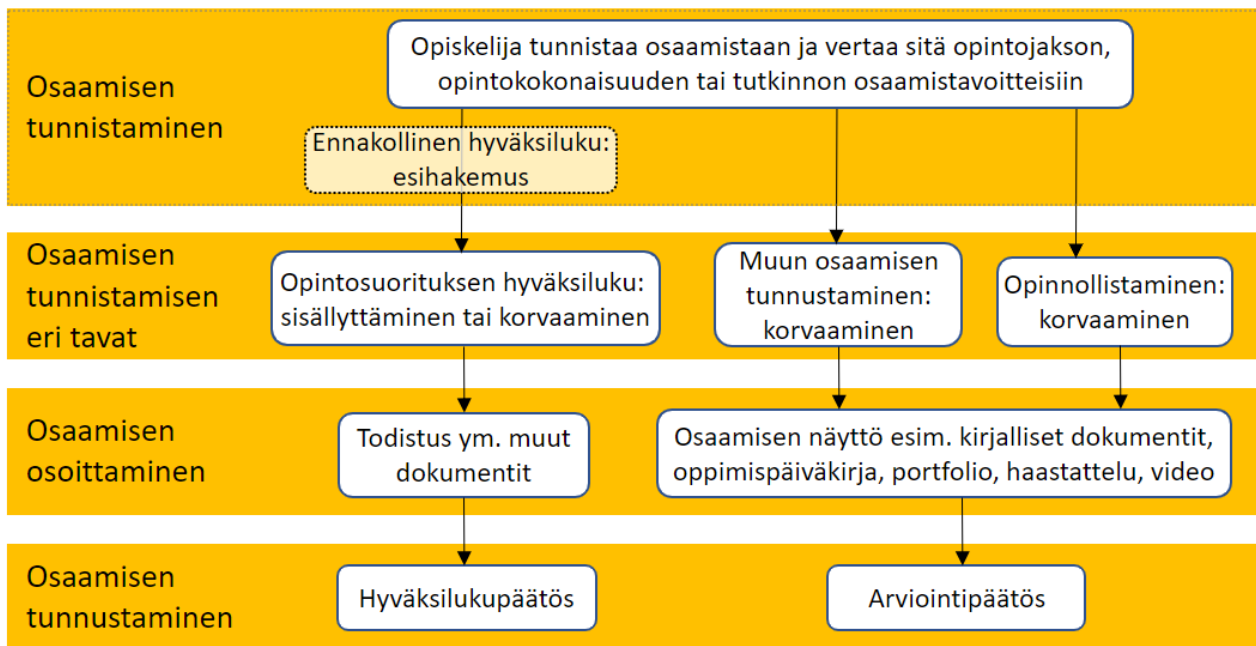 Osaamisen
tunnistaminen
Opiskelija tunnistaa osaamistaan ja vertaa sitä opintojakson,
opintokokonaisuuden tai tutkinnon osaamistavoitteisiin
Ennakollinen hyväksiluku:
esihakemus
Osaamisen
tunnistamisen
eri tavat
Opintosuorituksen hyväksiluku:
sisällyttäminen tai korvaaminen
Muun osaamisen
tunnustaminen:
korvaaminen
Opinnollistaminen:
korvaaminen
Osaamisen
osoittaminen
Todistus ym. muut
dokumentit
Osaamisen näyttö esim. kirjalliset dokumentit,
oppimispäiväkirja, portfolio, haastattelu, video
Osaamisen
tunnustaminen
Hyväksilukupäätös
Arviointipäätös